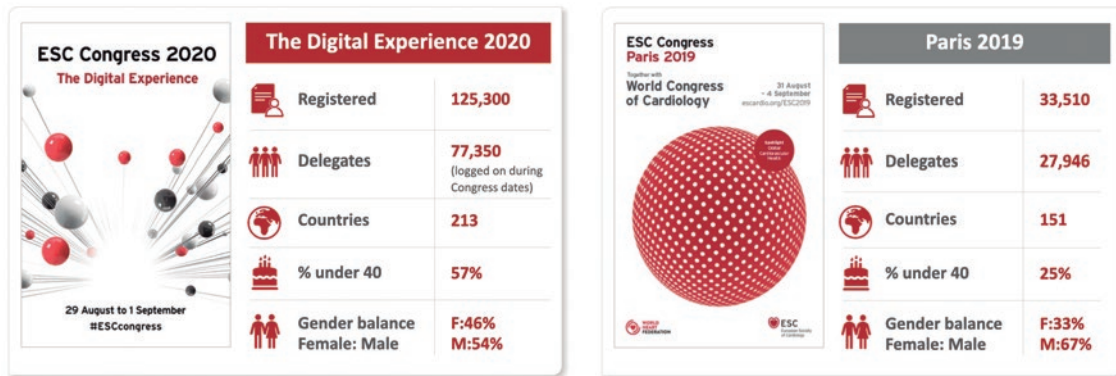 ESC Congress 2020
The Digital Experience
29 August to 1 September
#ESCcongress
The Digital Experience 2020
Registered 125,300
Delegates 77,350
(logged on during
Congress dates)
Countries 213
% under 40 57%
Gender balance F:46%
Female: Male M:54%
ESC Congress
Paris 2019
Together with
World Congress
of Cardiology
31 August
- 4 September
escardio.org/ESC2019
Spotlight
Global
Cardiovascular
Health
WORLD
HEART
FEDERATION
ESC
European Society
of Cardiology
Paris 2019
Registered 33,510
Delegates 27,946
Countries 151
% under 40 25%
Gender balance F:33%
Female: Male M:67%